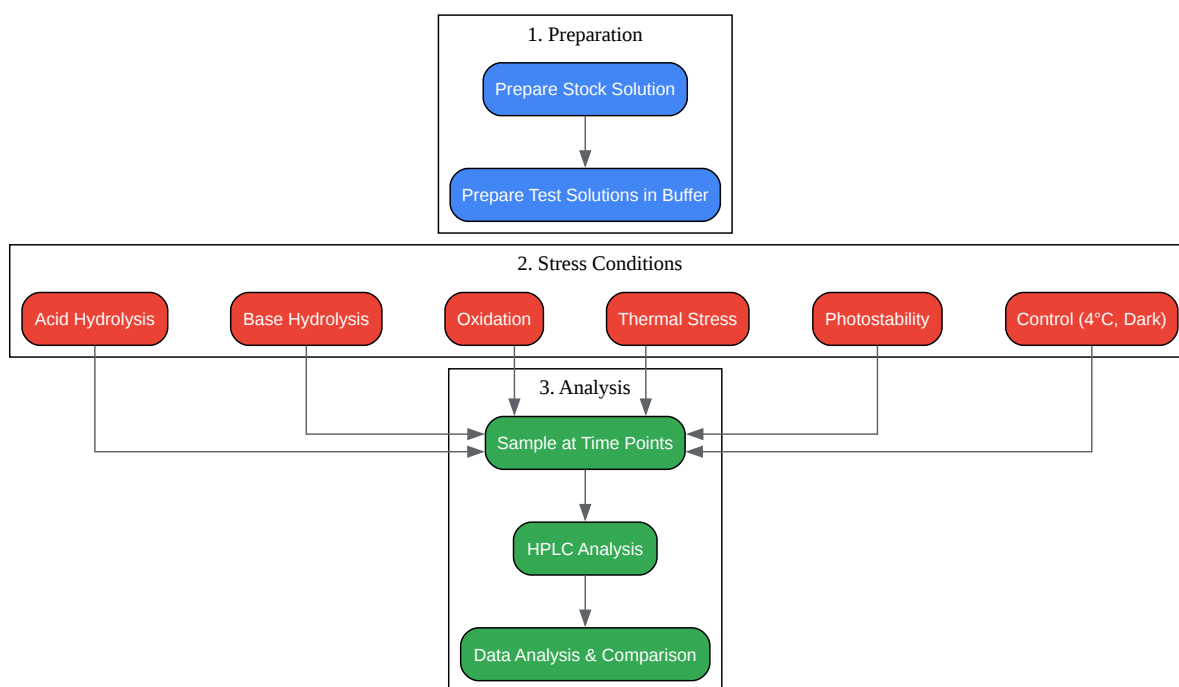 1. Preparation
Prepare Stock Solution
Prepare Test Solutions in Buffer
2. Stress Conditions
Acid Hydrolysis
Base Hydrolysis
Oxidation
Thermal Stress
Photostability
Control (4°C, Dark)
3. Analysis
Sample at Time Points
HPLC Analysis
Data Analysis & Comparison